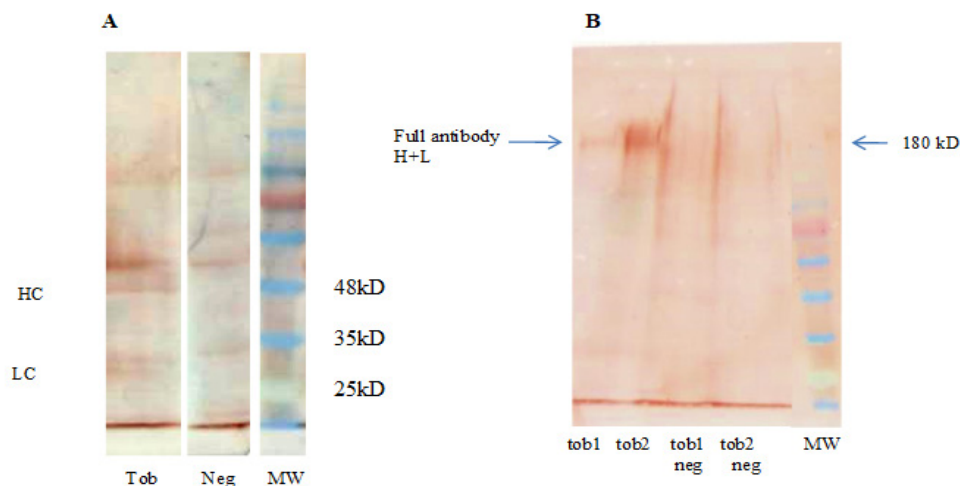 A
HC
LC
48kD
35kD
25kD
Tob
Neg
MW
B
Full antibody
H+L
180 kD
tob1
tob2
tob1
neg
tob2
neg
MW